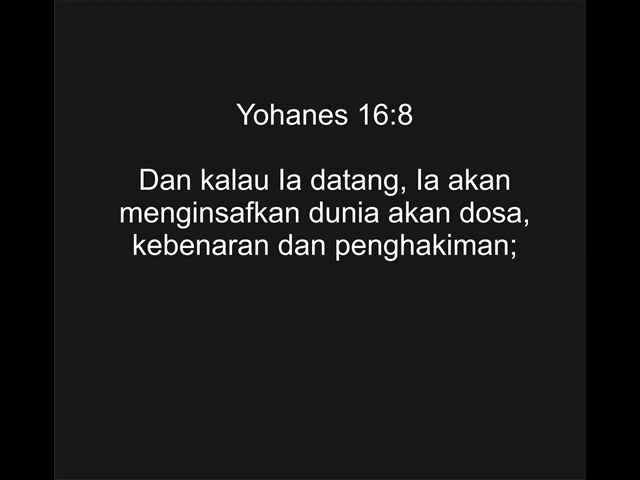 Yohanes 16:8
Dan kalau Ia datang, Ia akan
menginsafkan dunia akan dosa,
kebenaran dan penghakiman;